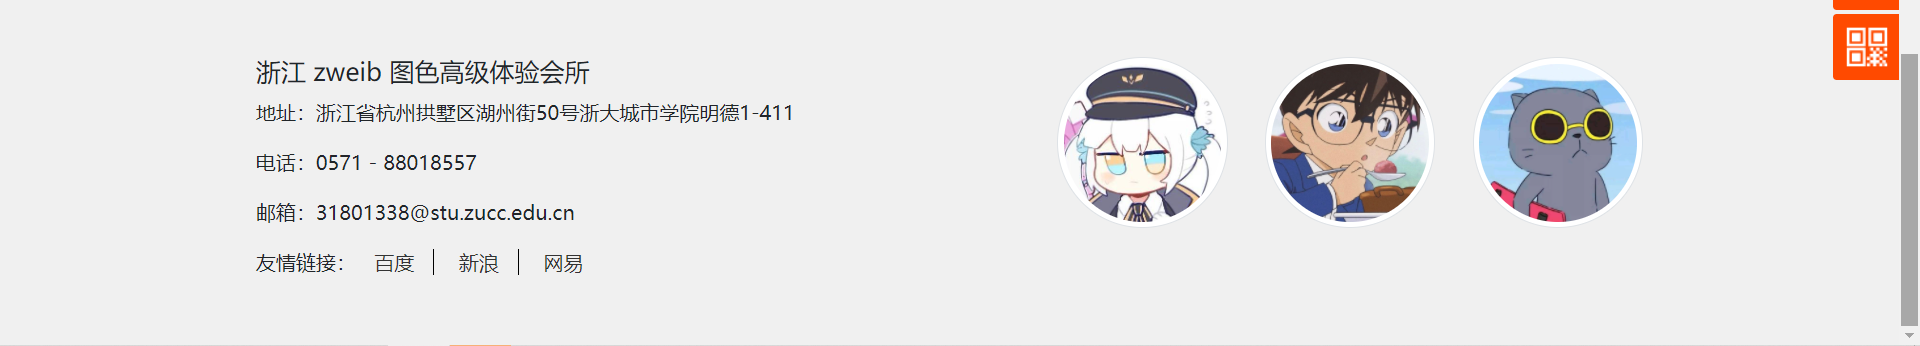 浙江 zweib 图色高级体验会所
地址：浙江省杭州拱墅区湖州街50号浙大城市学院明德1-411
电话：0571 - 88018557
邮箱：31801338@stu.zucc.edu.cn
友情链接： 百度 新浪 网易